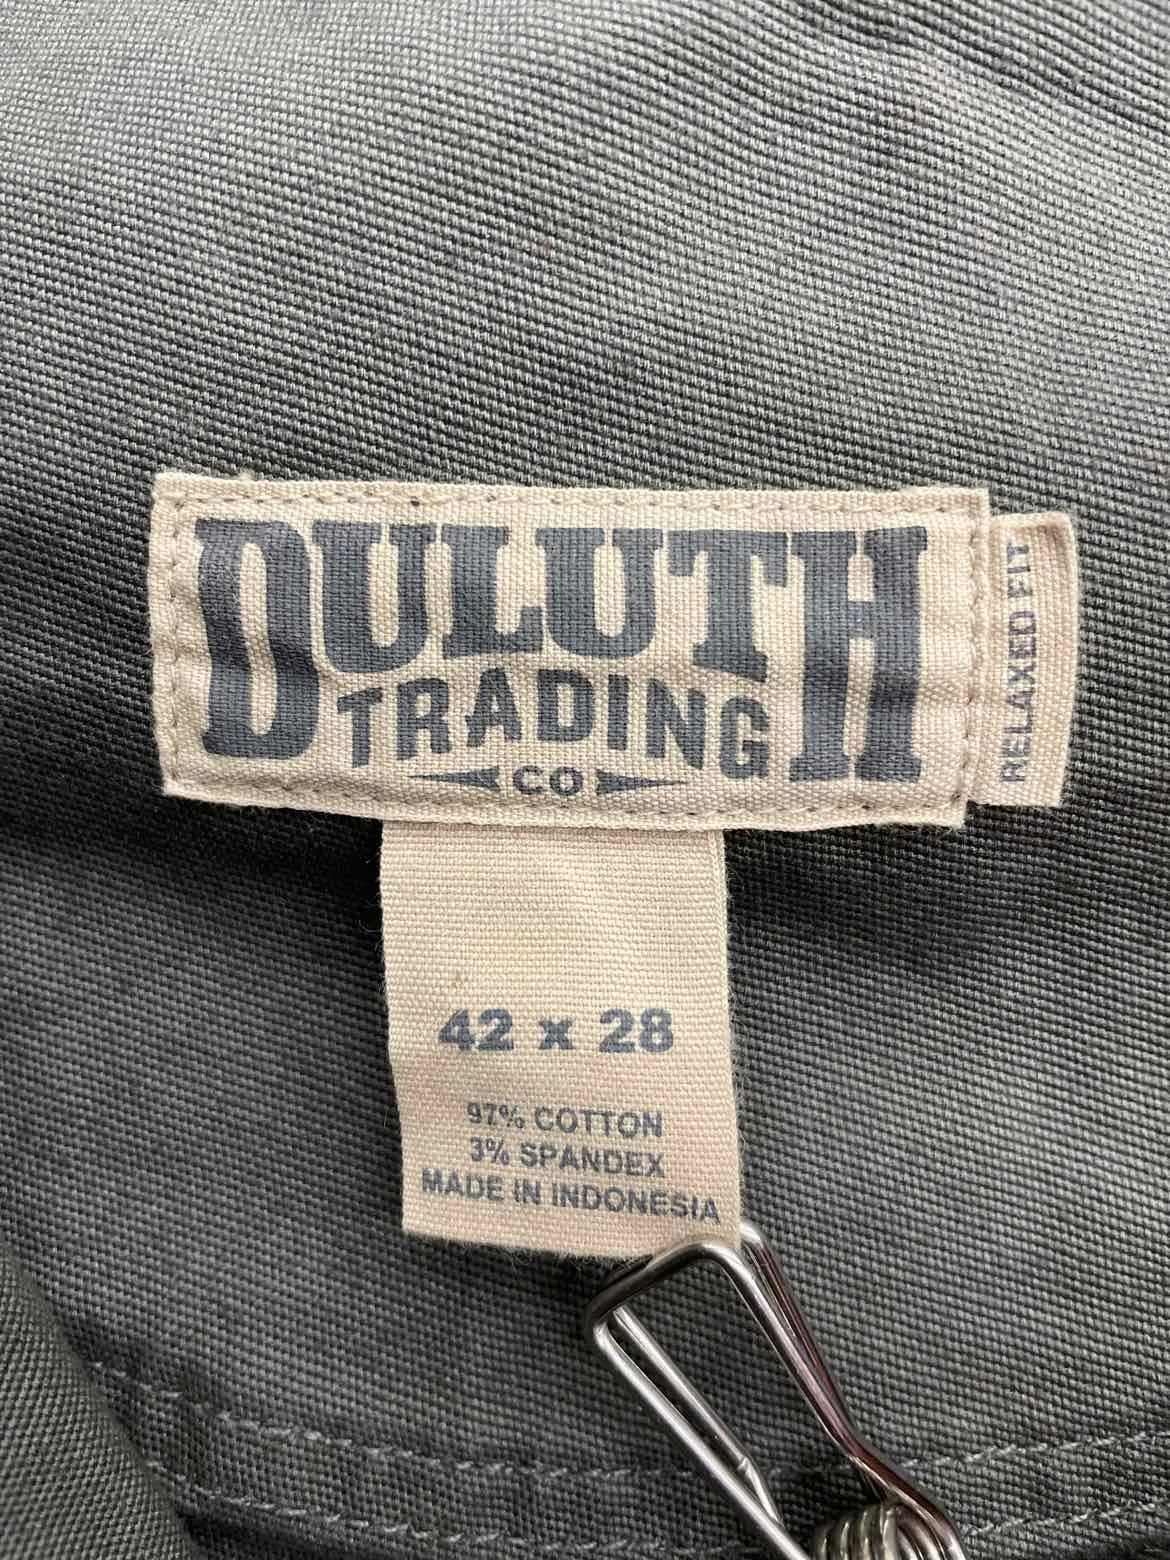 DULUTH
TRADING
CO
RELAXED FIT
42 x 28
97% COTTON
3% SPANDEX
MADE IN INDONESIA